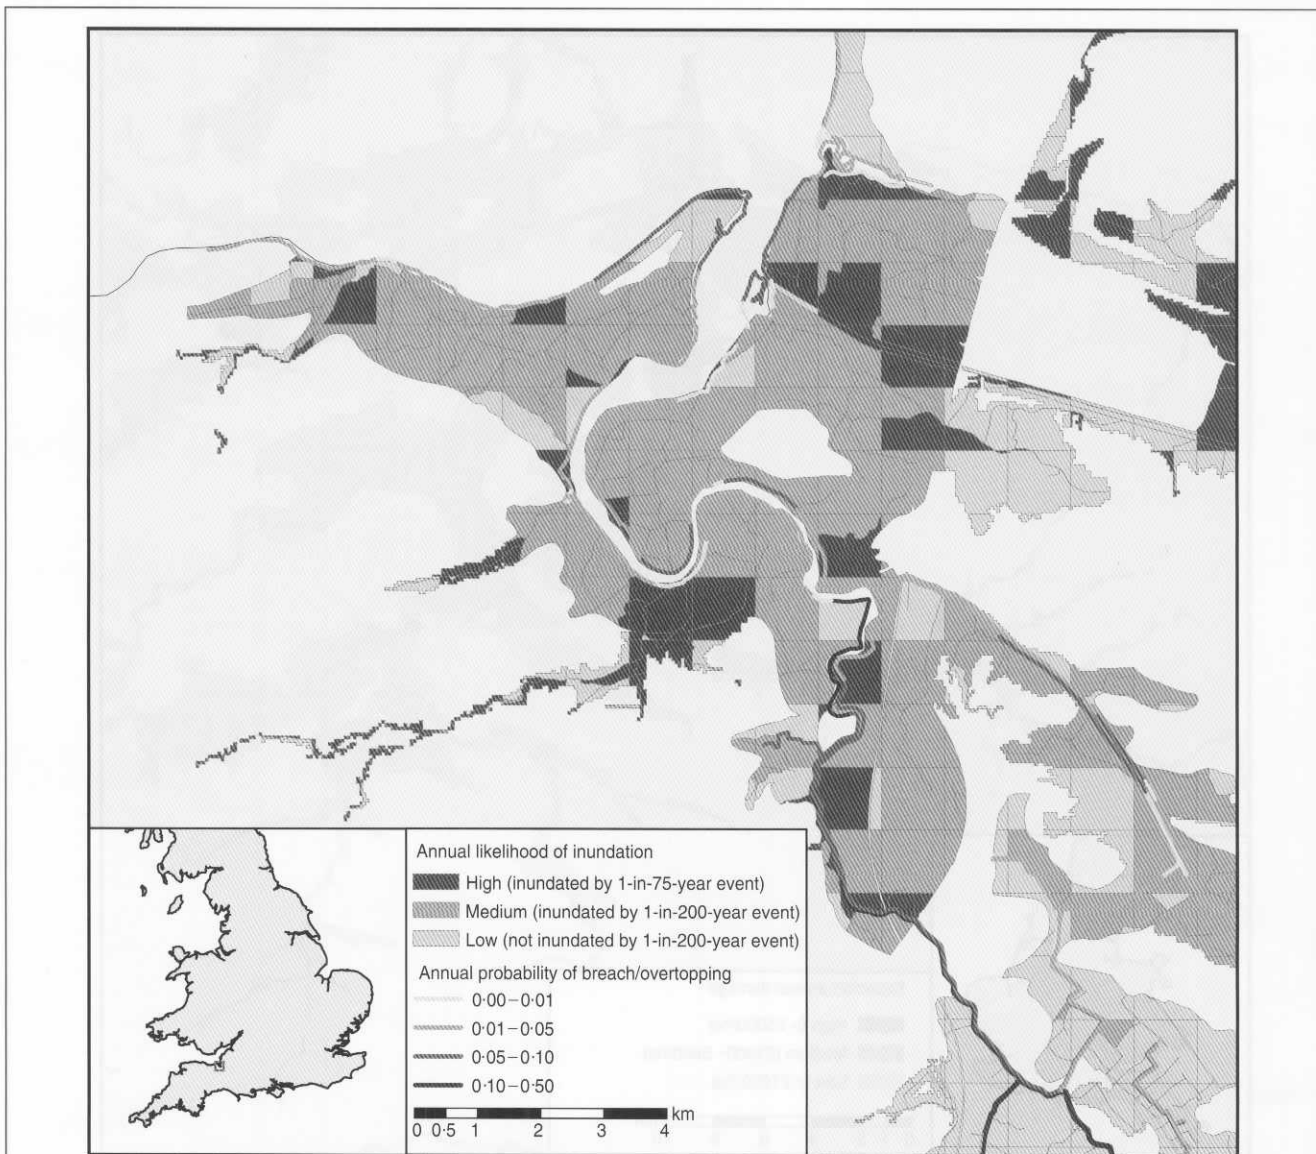 Annual likelihood of inundation
High (inundated by 1-in-75-year event)
Medium (inundated by 1-in-200-year event)
Low (not inundated by 1-in-200-year event)
Annual probability of breach/overtopping
0·00–0·01
0·01–0·05
0·05–0·10
0·10–0·50
km
0 0·5 1 2 3 4